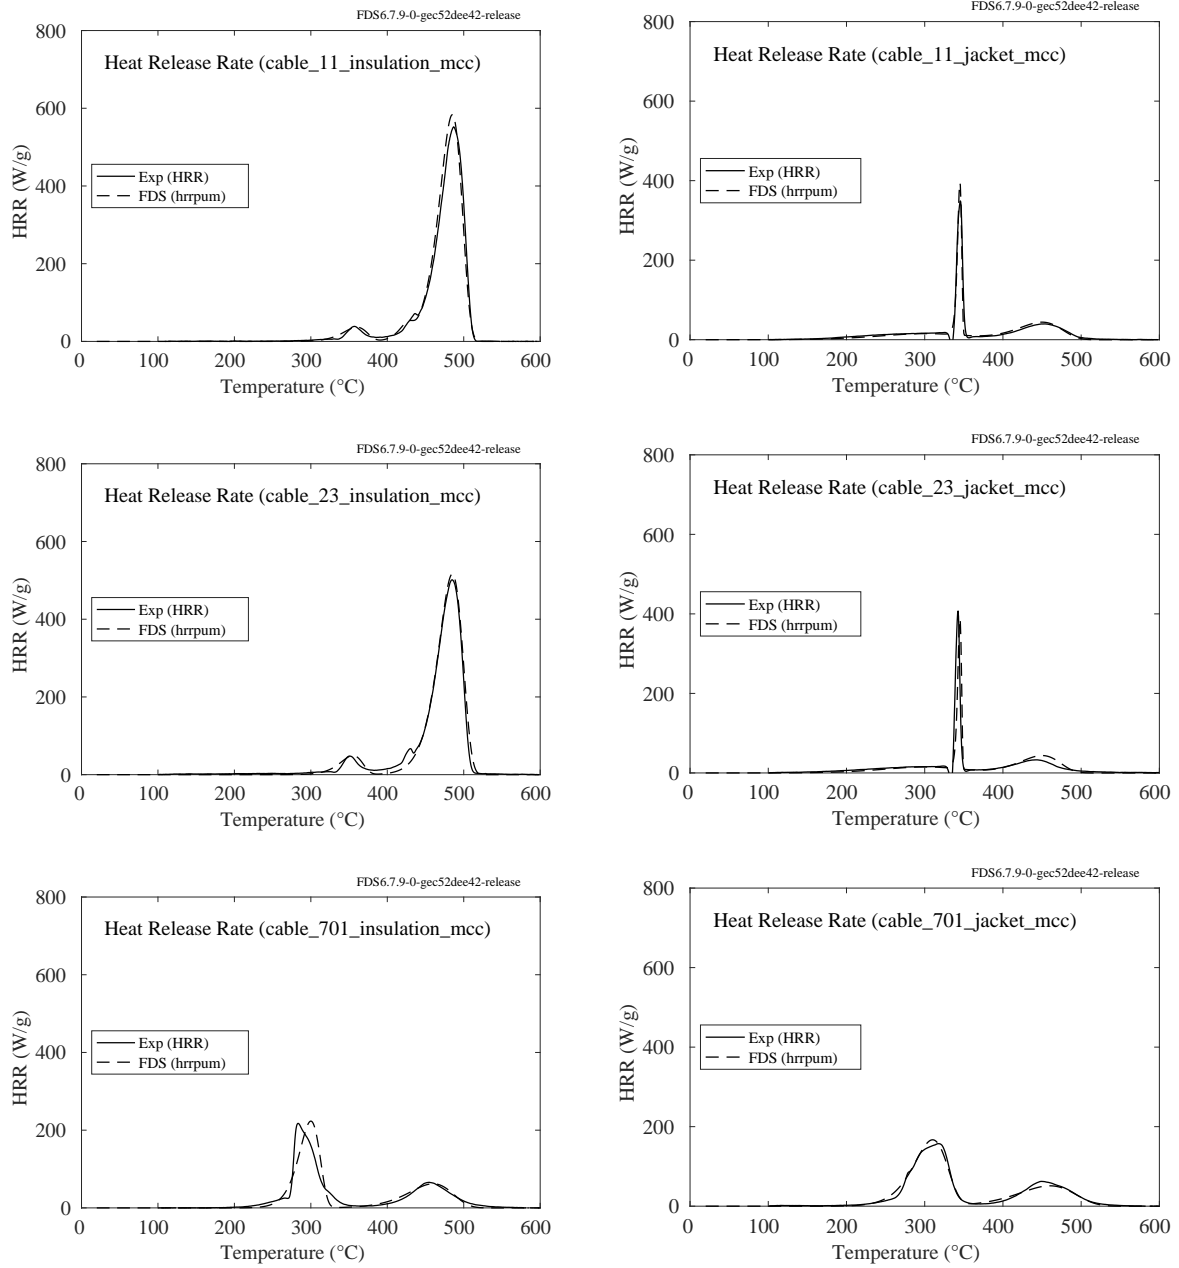 FDS6.7.9-0-gec52dee42-release
Heat Release Rate (cable_11_insulation_mcc)
800
600
400
200
0
HRR (W/g)
Exp (HRR)
FDS (hrrpum)
0 100 200 300 400 500 600
Temperature (°C)
FDS6.7.9-0-gec52dee42-release
Heat Release Rate (cable_11_jacket_mcc)
800
600
400
200
0
HRR (W/g)
Exp (HRR)
FDS (hrrpum)
0 100 200 300 400 500 600
Temperature (°C)
FDS6.7.9-0-gec52dee42-release
Heat Release Rate (cable_23_insulation_mcc)
800
600
400
200
0
HRR (W/g)
Exp (HRR)
FDS (hrrpum)
0 100 200 300 400 500 600
Temperature (°C)
FDS6.7.9-0-gec52dee42-release
Heat Release Rate (cable_23_jacket_mcc)
800
600
400
200
0
HRR (W/g)
Exp (HRR)
FDS (hrrpum)
0 100 200 300 400 500 600
Temperature (°C)
FDS6.7.9-0-gec52dee42-release
Heat Release Rate (cable_701_insulation_mcc)
800
600
400
200
0
HRR (W/g)
Exp (HRR)
FDS (hrrpum)
0 100 200 300 400 500 600
Temperature (°C)
FDS6.7.9-0-gec52dee42-release
Heat Release Rate (cable_701_jacket_mcc)
800
600
400
200
0
HRR (W/g)
Exp (HRR)
FDS (hrrpum)
0 100 200 300 400 500 600
Temperature (°C)